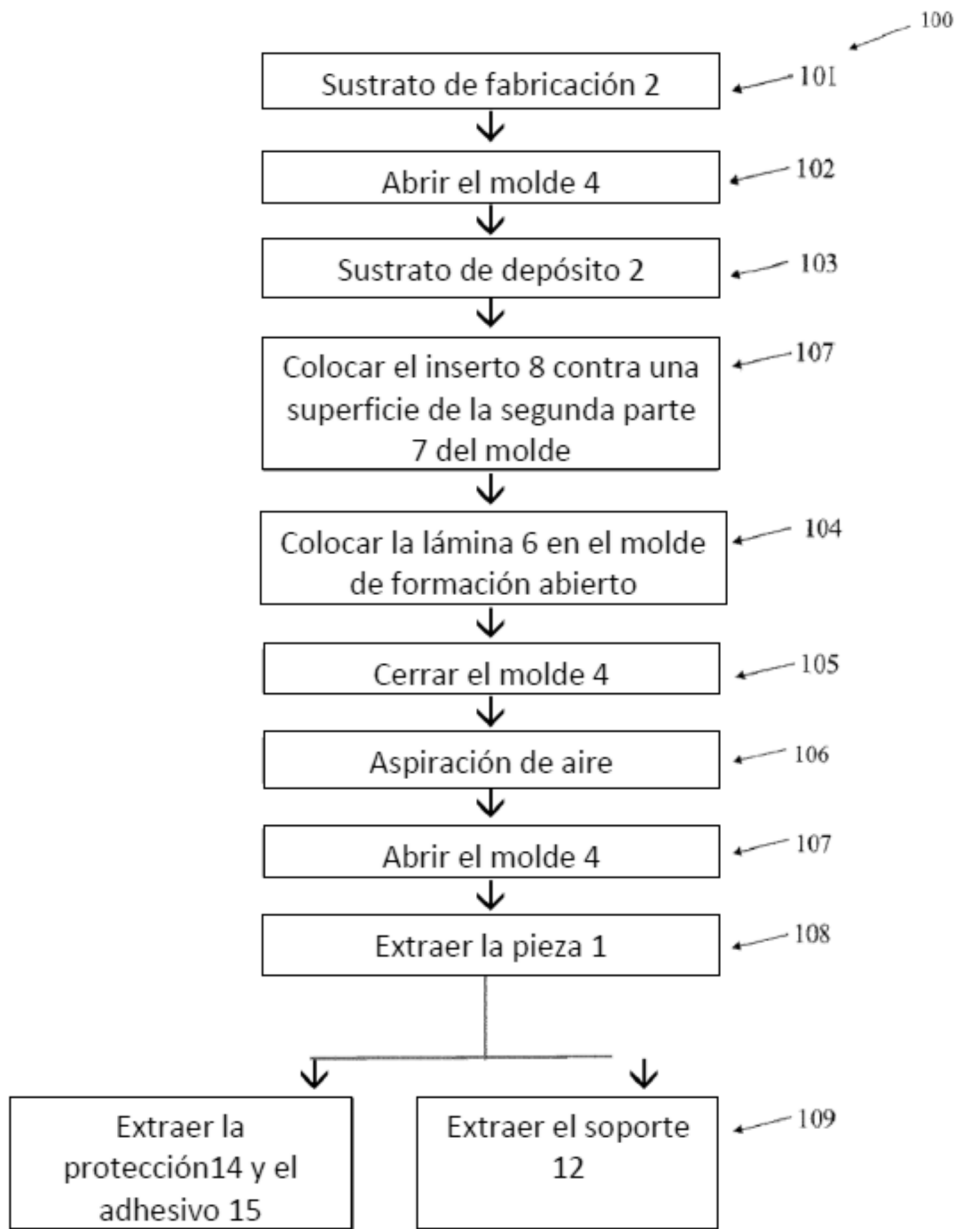 100
Sustrato de fabricación 2
101
Abrir el molde 4
102
Sustrato de depósito 2
103
Colocar el inserto 8 contra una
superficie de la segunda parte
7 del molde
107
Colocar la lámina 6 en el molde
de formación abierto
104
Cerrar el molde 4
105
Aspiración de aire
106
Abrir el molde 4
107
Extraer la pieza 1
108
Extraer la
protección14 y el
adhesivo 15
Extraer el soporte
12
109